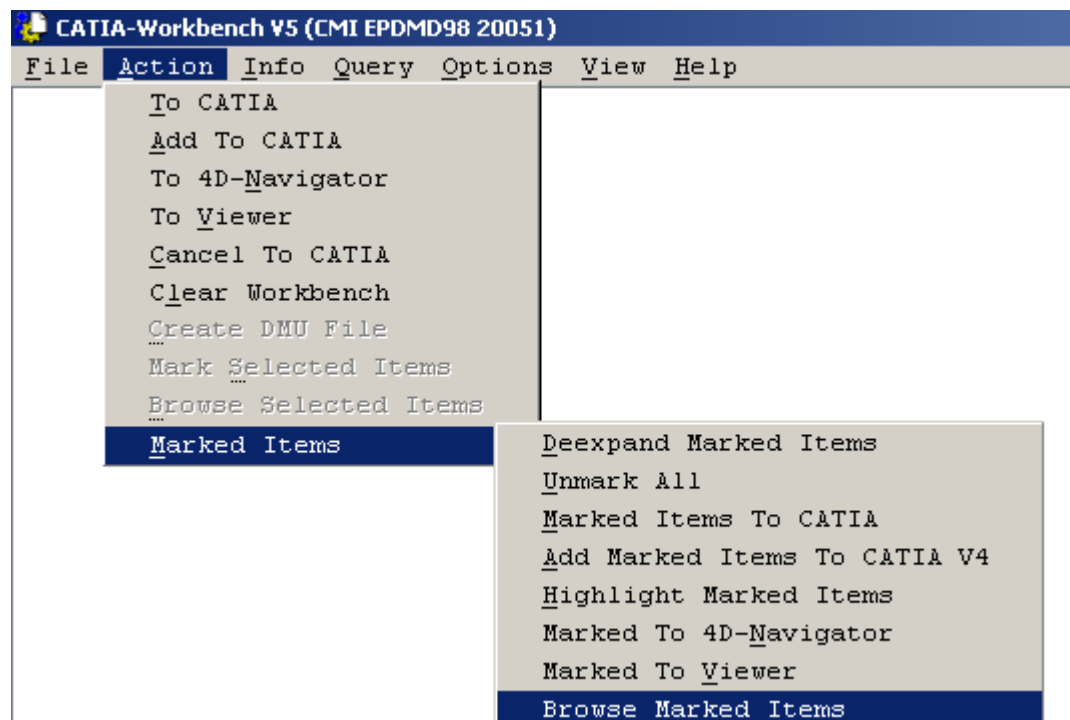 CATIA-Workbench V5 (CMI EPDMD98 20051)
File Action Info Query Options View Help
To CATIA
Add To CATIA
To 4D-Navigator
To Viewer
Cancel To CATIA
Clear Workbench
Create DMU File
Mark Selected Items
Browse Selected Items
Marked Items
Deexpand Marked Items
Unmark All
Marked Items To CATIA
Add Marked Items To CATIA V4
Highlight Marked Items
Marked To 4D-Navigator
Marked To Viewer
Browse Marked Items